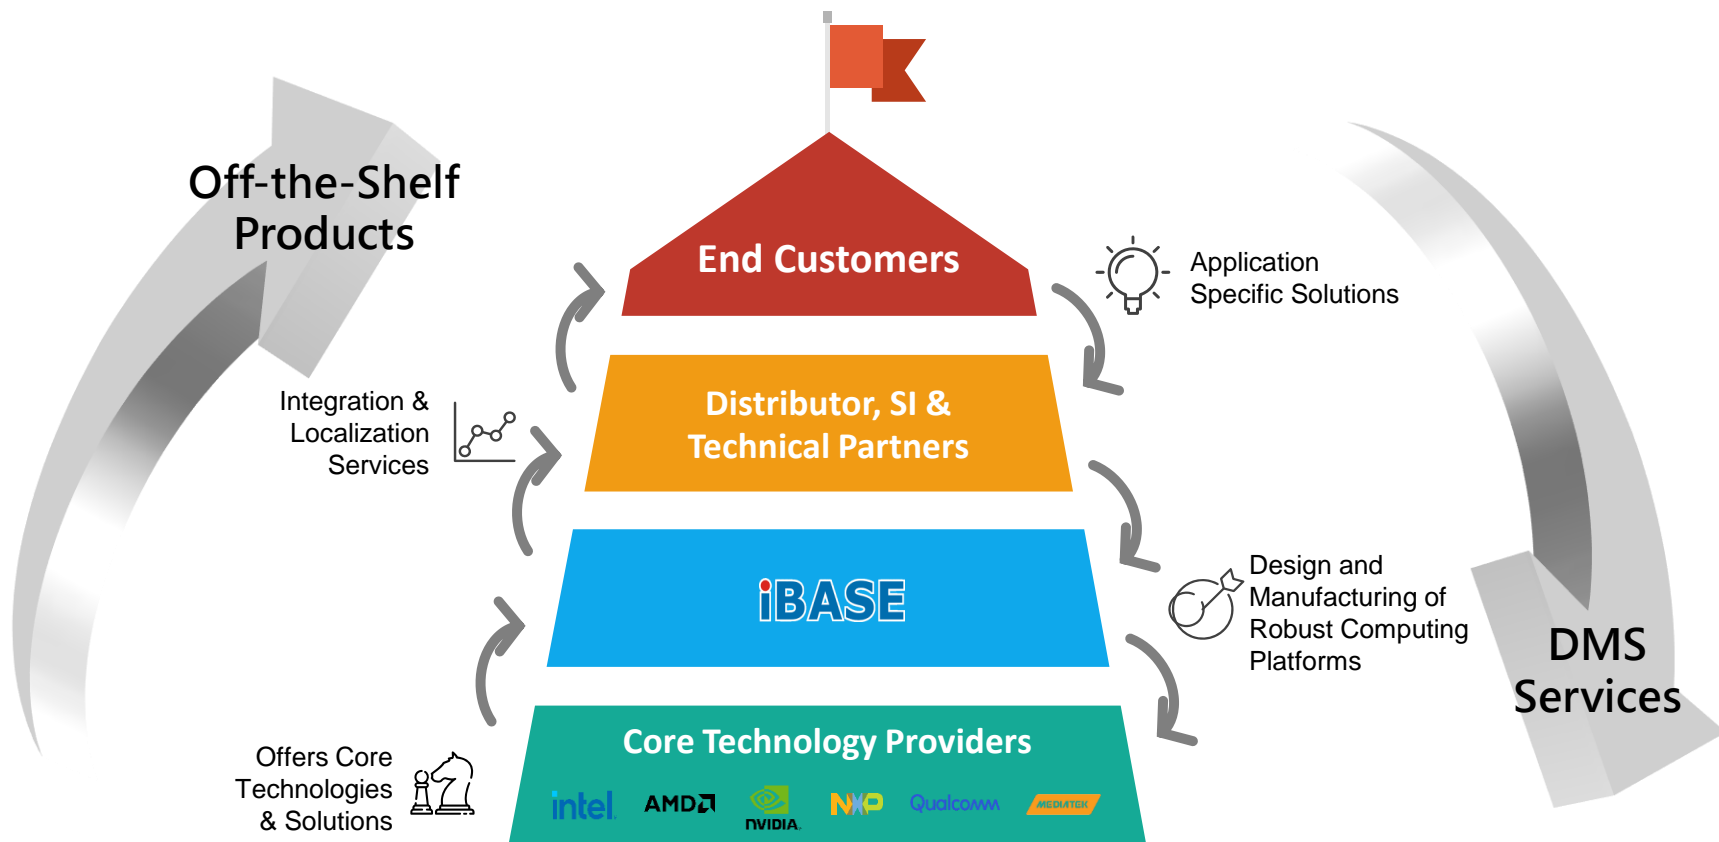 Off-the-Shelf
Products
End Customers
Application
Specific Solutions
Integration &
Localization
Services
Distributor, SI &
Technical Partners
iBASE
Design and
Manufacturing of
Robust Computing
Platforms
DMS
Services
Core Technology Providers
Offers Core
Technologies
& Solutions
intel.
AMD
NVIDIA.
NXP
Qualcomm
MEDIATEK